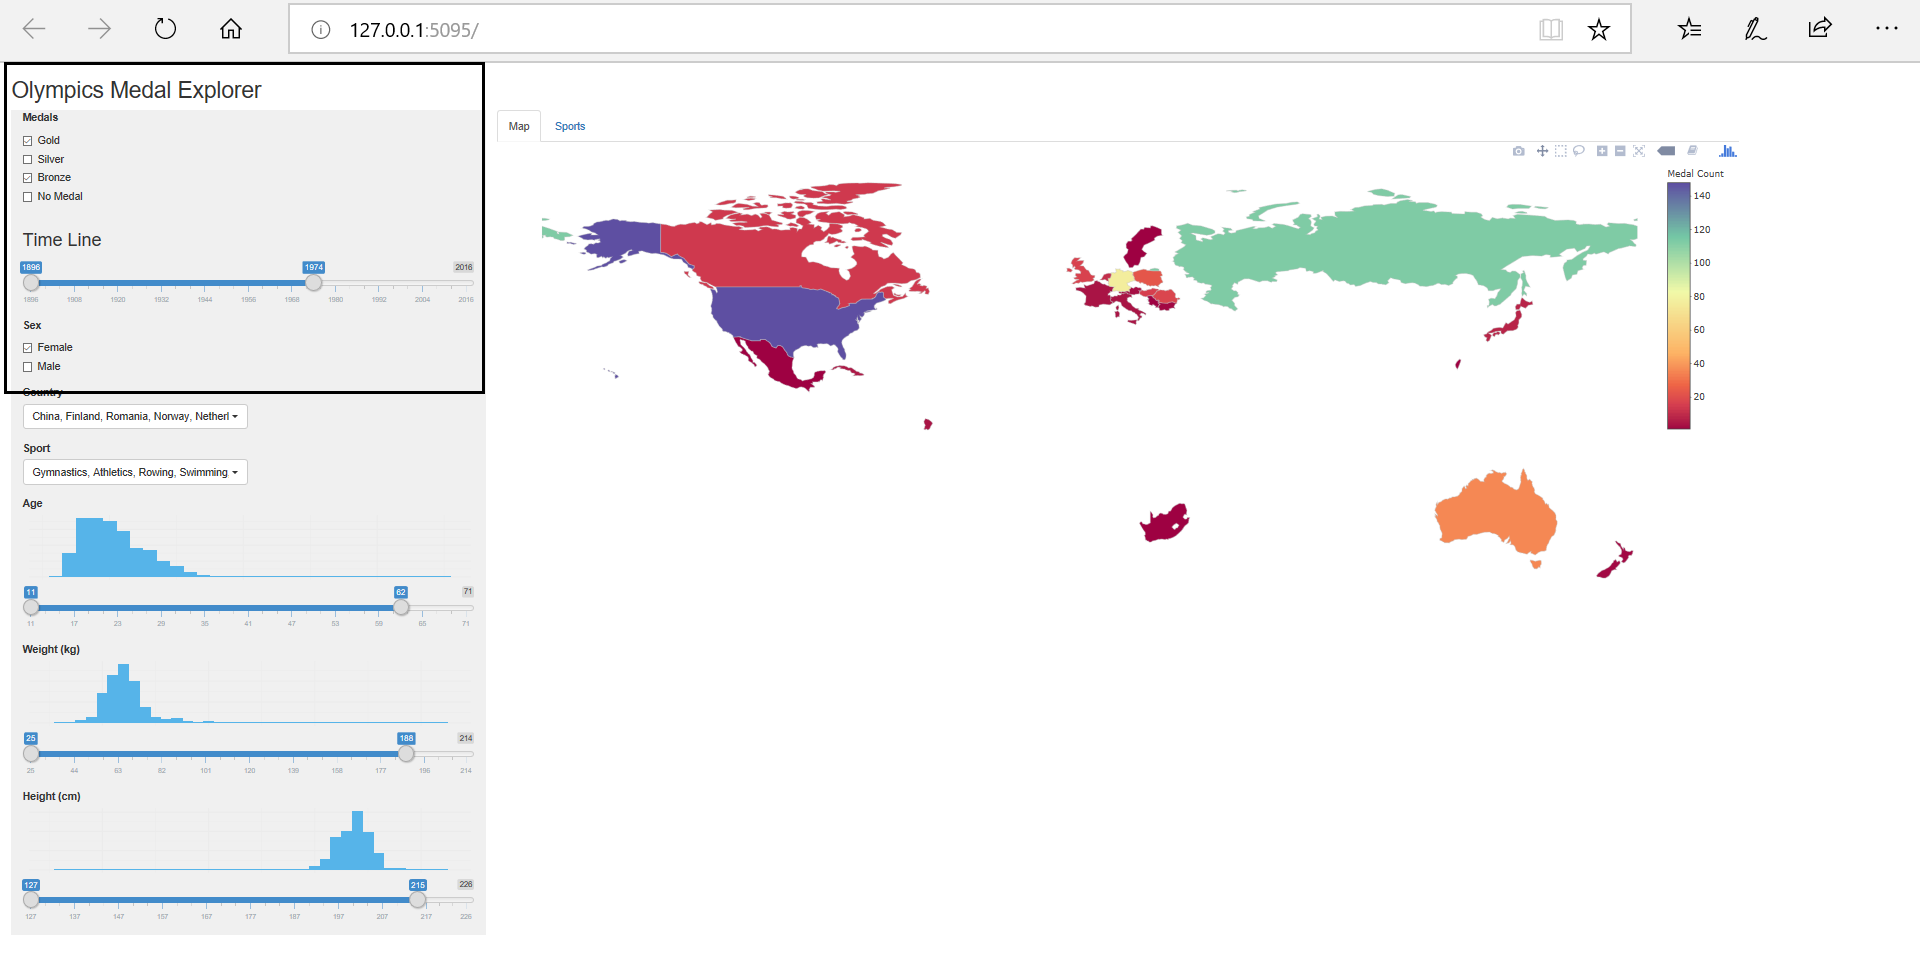 127.0.0.1:5095/
Olympics Medal Explorer
Medals
Gold
Silver
Bronze
No Medal
Time Line
1896 1974 2016
1896 1908 1920 1932 1944 1956 1968 1980 1992 2004 2016
Sex
Female
Male
Country
China, Finland, Romania, Norway, Netherl
Sport
Gymnastics, Athletics, Rowing, Swimming
Age
11 62 71
11 17 23 29 35 41 47 53 59 65 71
Weight (kg)
25 188 214
25 44 63 82 101 120 139 158 177 196 214
Height (cm)
127 215 226
127 137 147 157 167 177 187 197 207 217 226
Map Sports
Medal Count
140
120
100
80
60
40
20